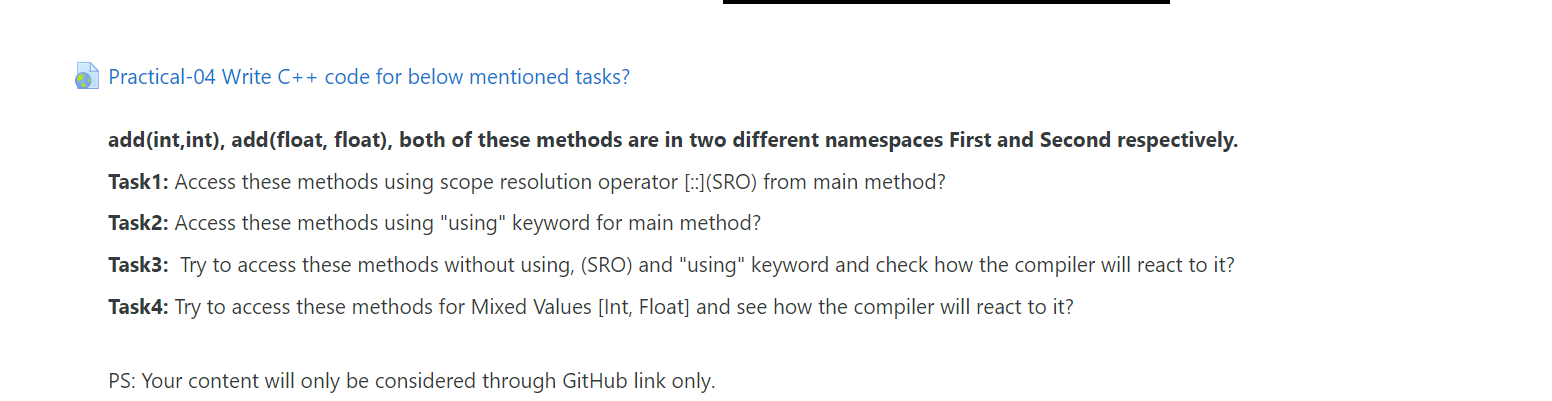 Practical-04 Write C++ code for below mentioned tasks?
add(int,int), add(float, float), both of these methods are in two different namespaces First and Second respectively.
Task1: Access these methods using scope resolution operator [::](SRO) from main method?
Task2: Access these methods using "using" keyword for main method?
Task3:  Try to access these methods without using, (SRO) and "using" keyword and check how the compiler will react to it?
Task4: Try to access these methods for Mixed Values [Int, Float] and see how the compiler will react to it?
PS: Your content will only be considered through GitHub link only.